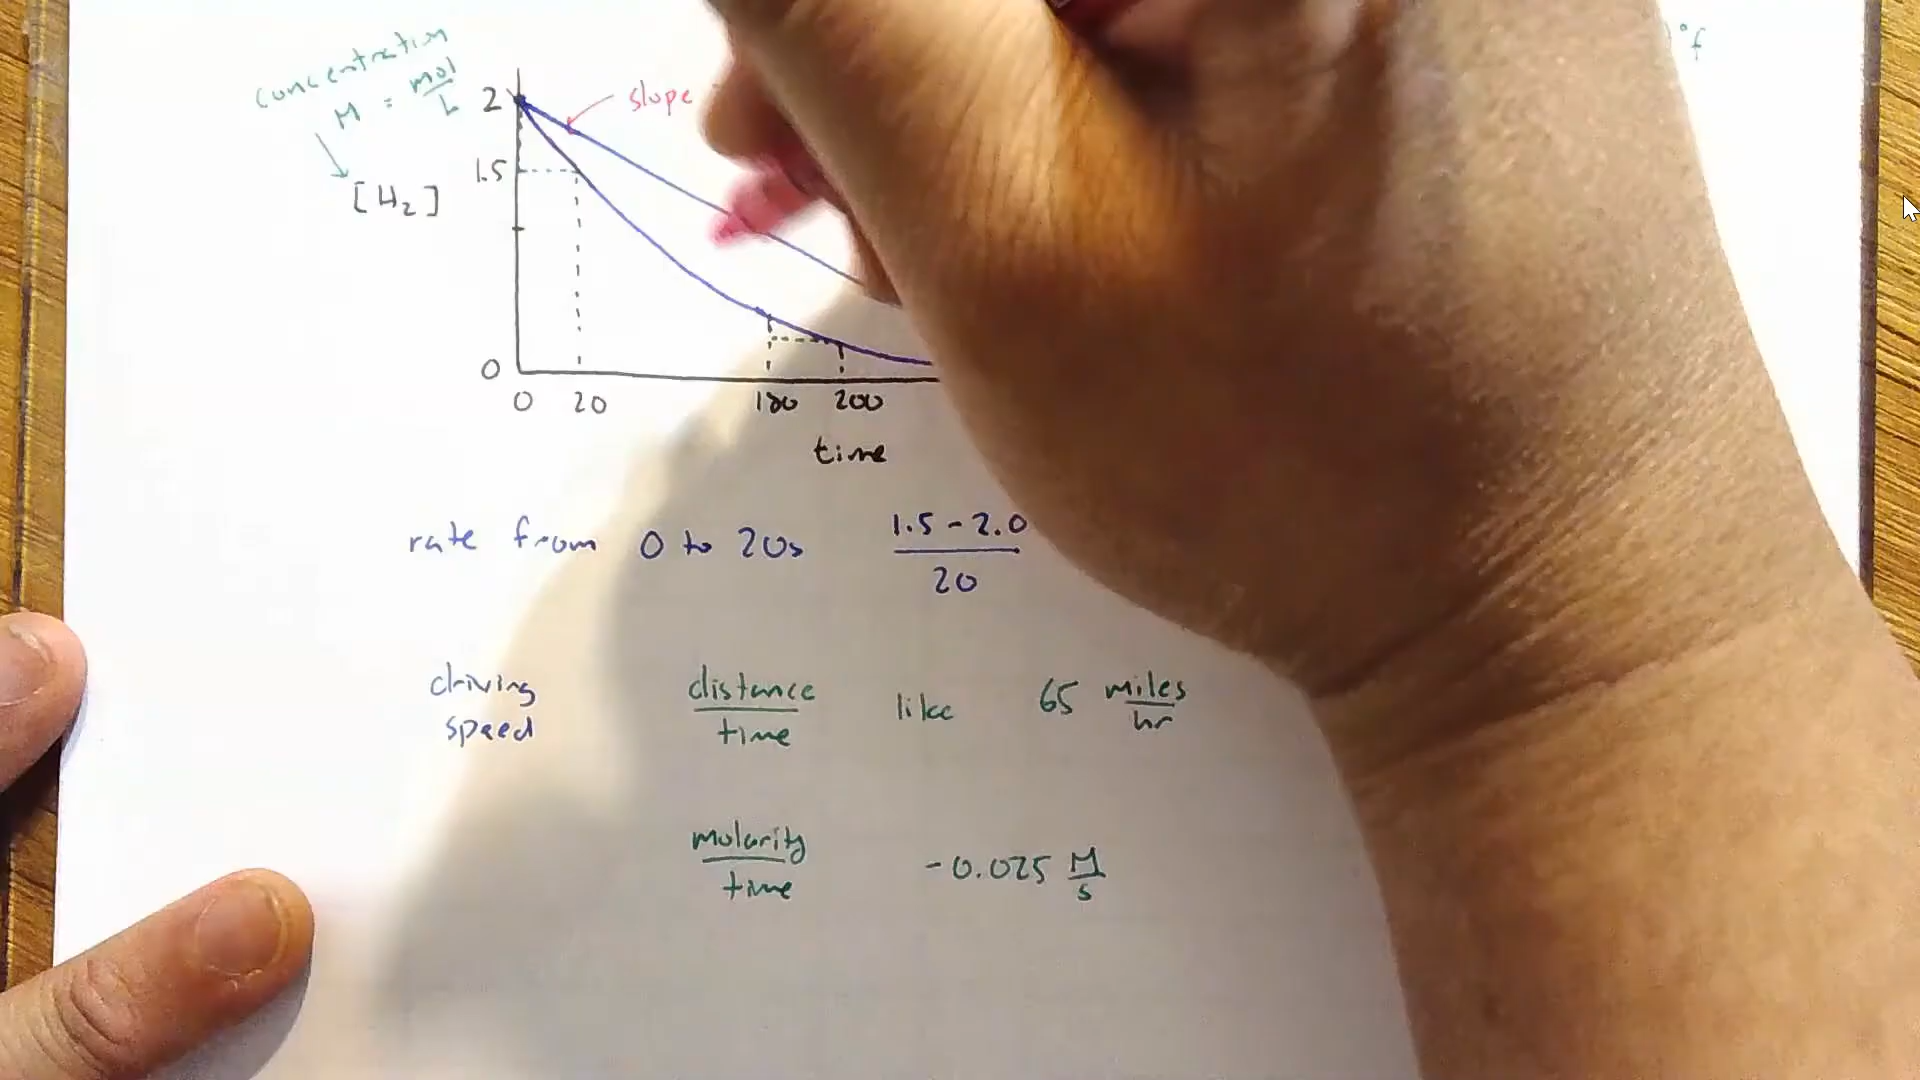 concentration
M = mol/L
slope
2
1.5
[H₂]
0
0 20 180 200
time
rate from 0 to 20s 1.5 - 2.0
20
driving speed
distance
time
like 65 miles
hr
molarity
time
-0.025 M
s